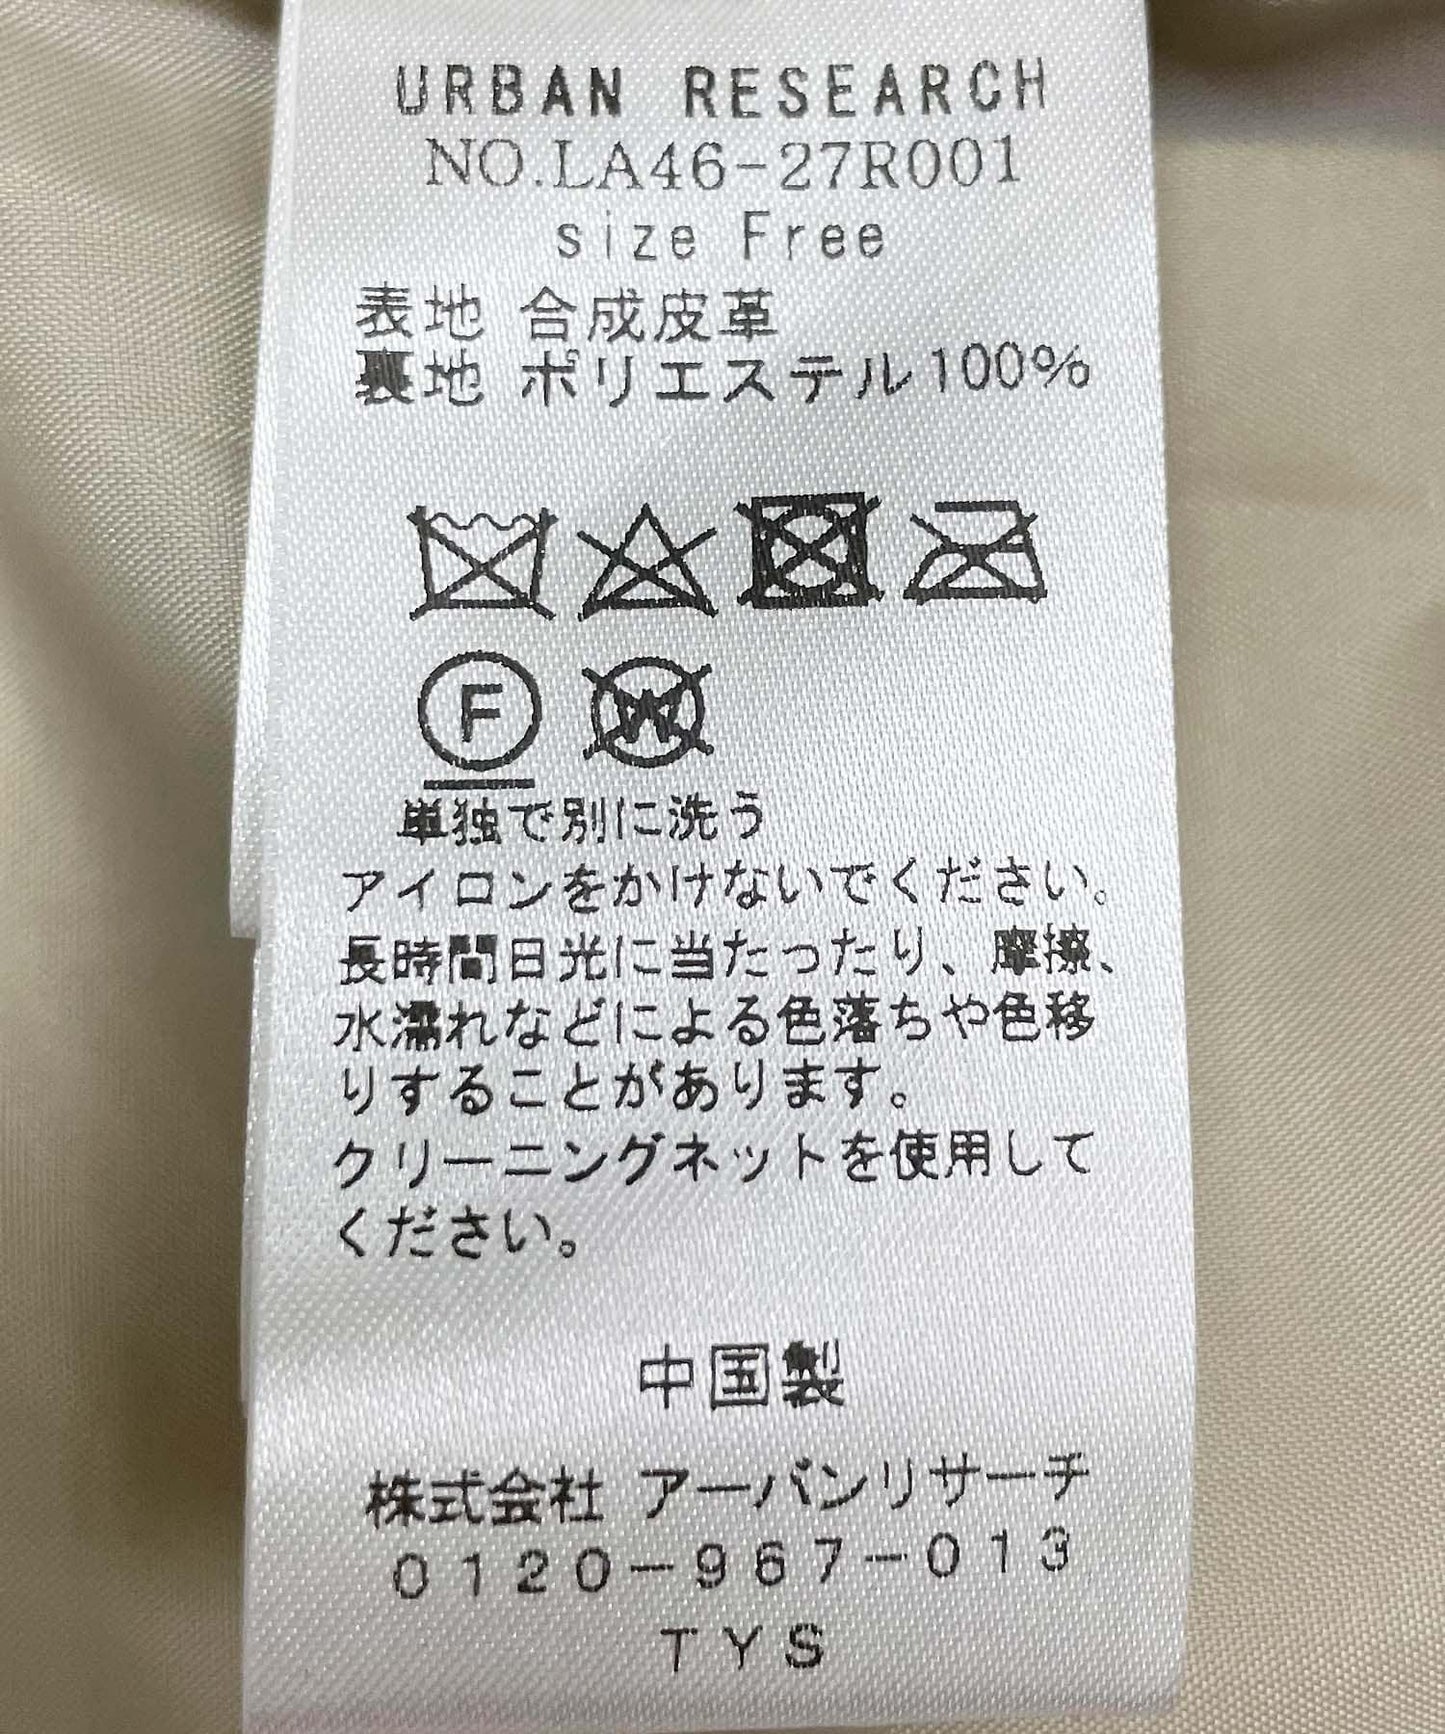 URBAN RESEARCH
NO.LA46-27R001
size Free
表地 合成皮革
裏地 ポリエステル100%
F
W
単独で別に洗う
アイロンをかけないでください。
長時間日光に当たったり、摩擦、
水濡れなどによる色落ちや色移
りすることがあります。
クリーニングネットを使用して
ください。
中国製
株式会社 アーバンリサーチ
0120-967-013
TYS